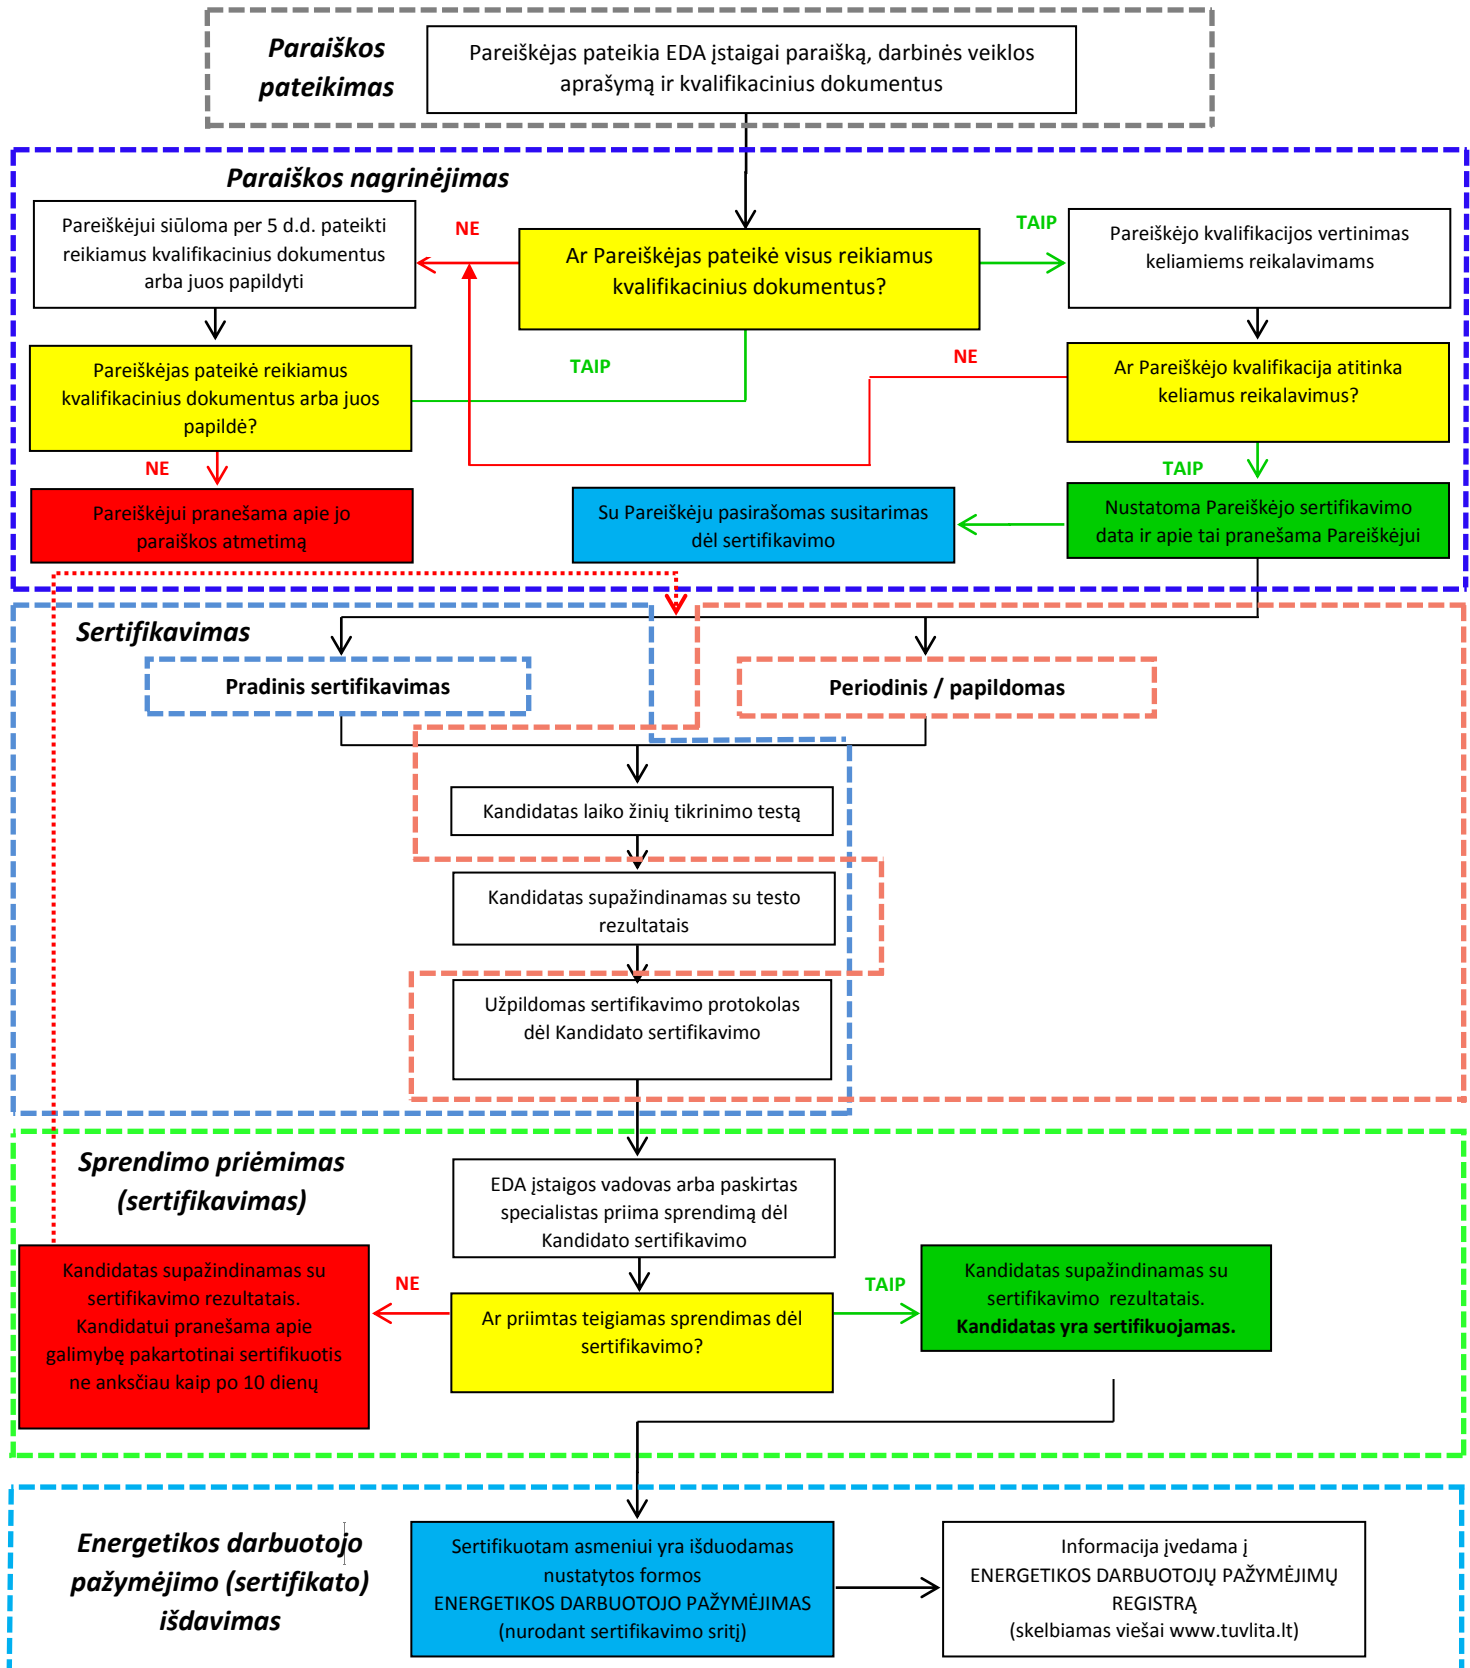 Paraiškos
pateikimas
Pareiškėjas pateikia EDA įstaigai paraišką, darbinės veiklos
aprašymą ir kvalifikacinius dokumentus
Paraiškos nagrinėjimas
Pareiškėjui siūloma per 5 d.d. pateikti
reikiamus kvalifikacinius dokumentus
arba juos papildyti
NE
Ar Pareiškėjas pateikė visus reikiamus
kvalifikacinius dokumentus?
TAIP
Pareiškėjo kvalifikacijos vertinimas
keliamiems reikalavimams
Pareiškėjas pateikė reikiamus
kvalifikacinius dokumentus arba juos
papildė?
TAIP
NE
Ar Pareiškėjo kvalifikacija atitinka
keliamus reikalavimus?
NE
TAIP
Pareiškėjui pranešama apie jo
paraiškos atmetimą
Su Pareiškėju pasirašomas susitarimas
dėl sertifikavimo
Nustatoma Pareiškėjo sertifikavimo
data ir apie tai pranešama Pareiškėjui
Sertifikavimas
Pradinis sertifikavimas
Periodinis / papildomas
Kandidatas laiko žinių tikrinimo testą
Kandidatas supažindinamas su testo
rezultatais
Užpildomas sertifikavimo protokolas
dėl Kandidato sertifikavimo
Sprendimo priėmimas
(sertifikavimas)
EDA įstaigos vadovas arba paskirtas
specialistas priima sprendimą dėl
Kandidato sertifikavimo
Kandidatas supažindinamas su
sertifikavimo rezultatais.
Kandidatui pranešama apie
galimybę pakartotinai sertifikuotis
ne anksčiau kaip po 10 dienų
NE
Ar priimtas teigiamas sprendimas dėl
sertifikavimo?
TAIP
Kandidatas supažindinamas su
sertifikavimo rezultatais.
Kandidatas yra sertifikuojamas.
Energetikos darbuotojo
pažymėjimo (sertifikato)
išdavimas
Sertifikuotam asmeniui yra išduodamas
nustatytos formos
ENERGETIKOS DARBUOTOJO PAŽYMĖJIMAS
(nurodant sertifikavimo sritį)
Informacija įvedama į
ENERGETIKOS DARBUOTOJŲ PAŽYMĖJIMŲ
REGISTRĄ
(skelbiamas viešai www.tuvlita.lt)